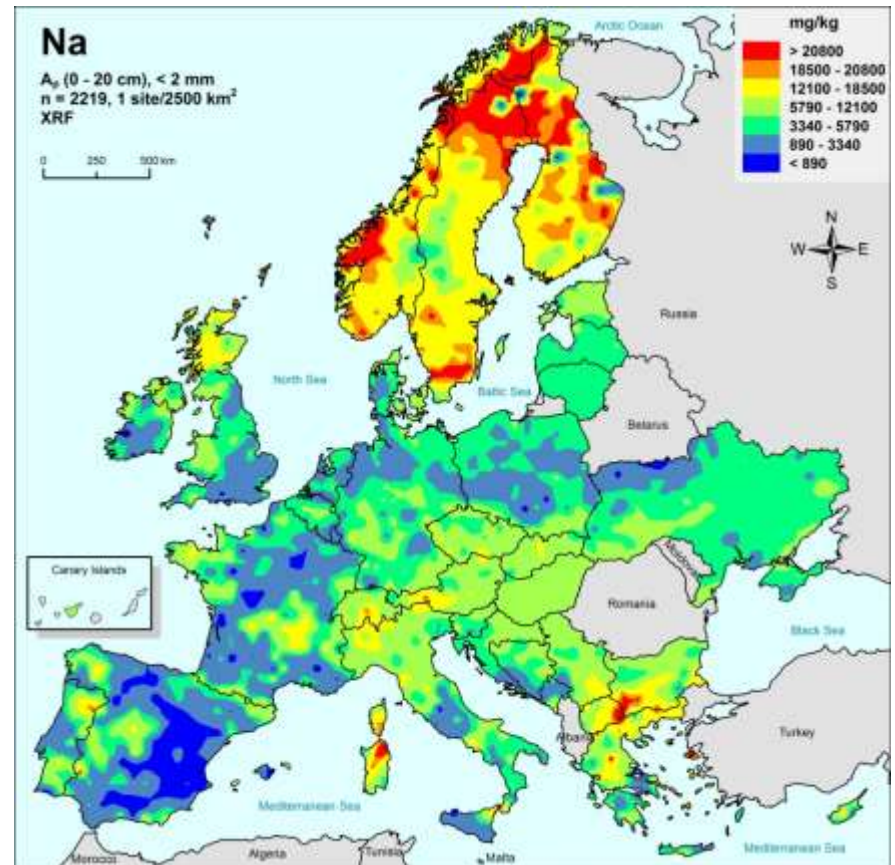 Na
Aₚ (0 - 20 cm), < 2 mm
n = 2219, 1 site/2500 km²
XRF
0 250 500 km
Arctic Ocean
mg/kg
> 20800
18500 - 20800
12100 - 18500
5790 - 12100
3340 - 5790
890 - 3340
< 890
N
W E
S
Russia
North Sea
Baltic Sea
Belarus
Canary Islands
Moldova
Romania
Black Sea
Albania
Turkey
Mediterranean Sea
Mediterranean Sea
Morocco
Algeria
Tunisia
Malta